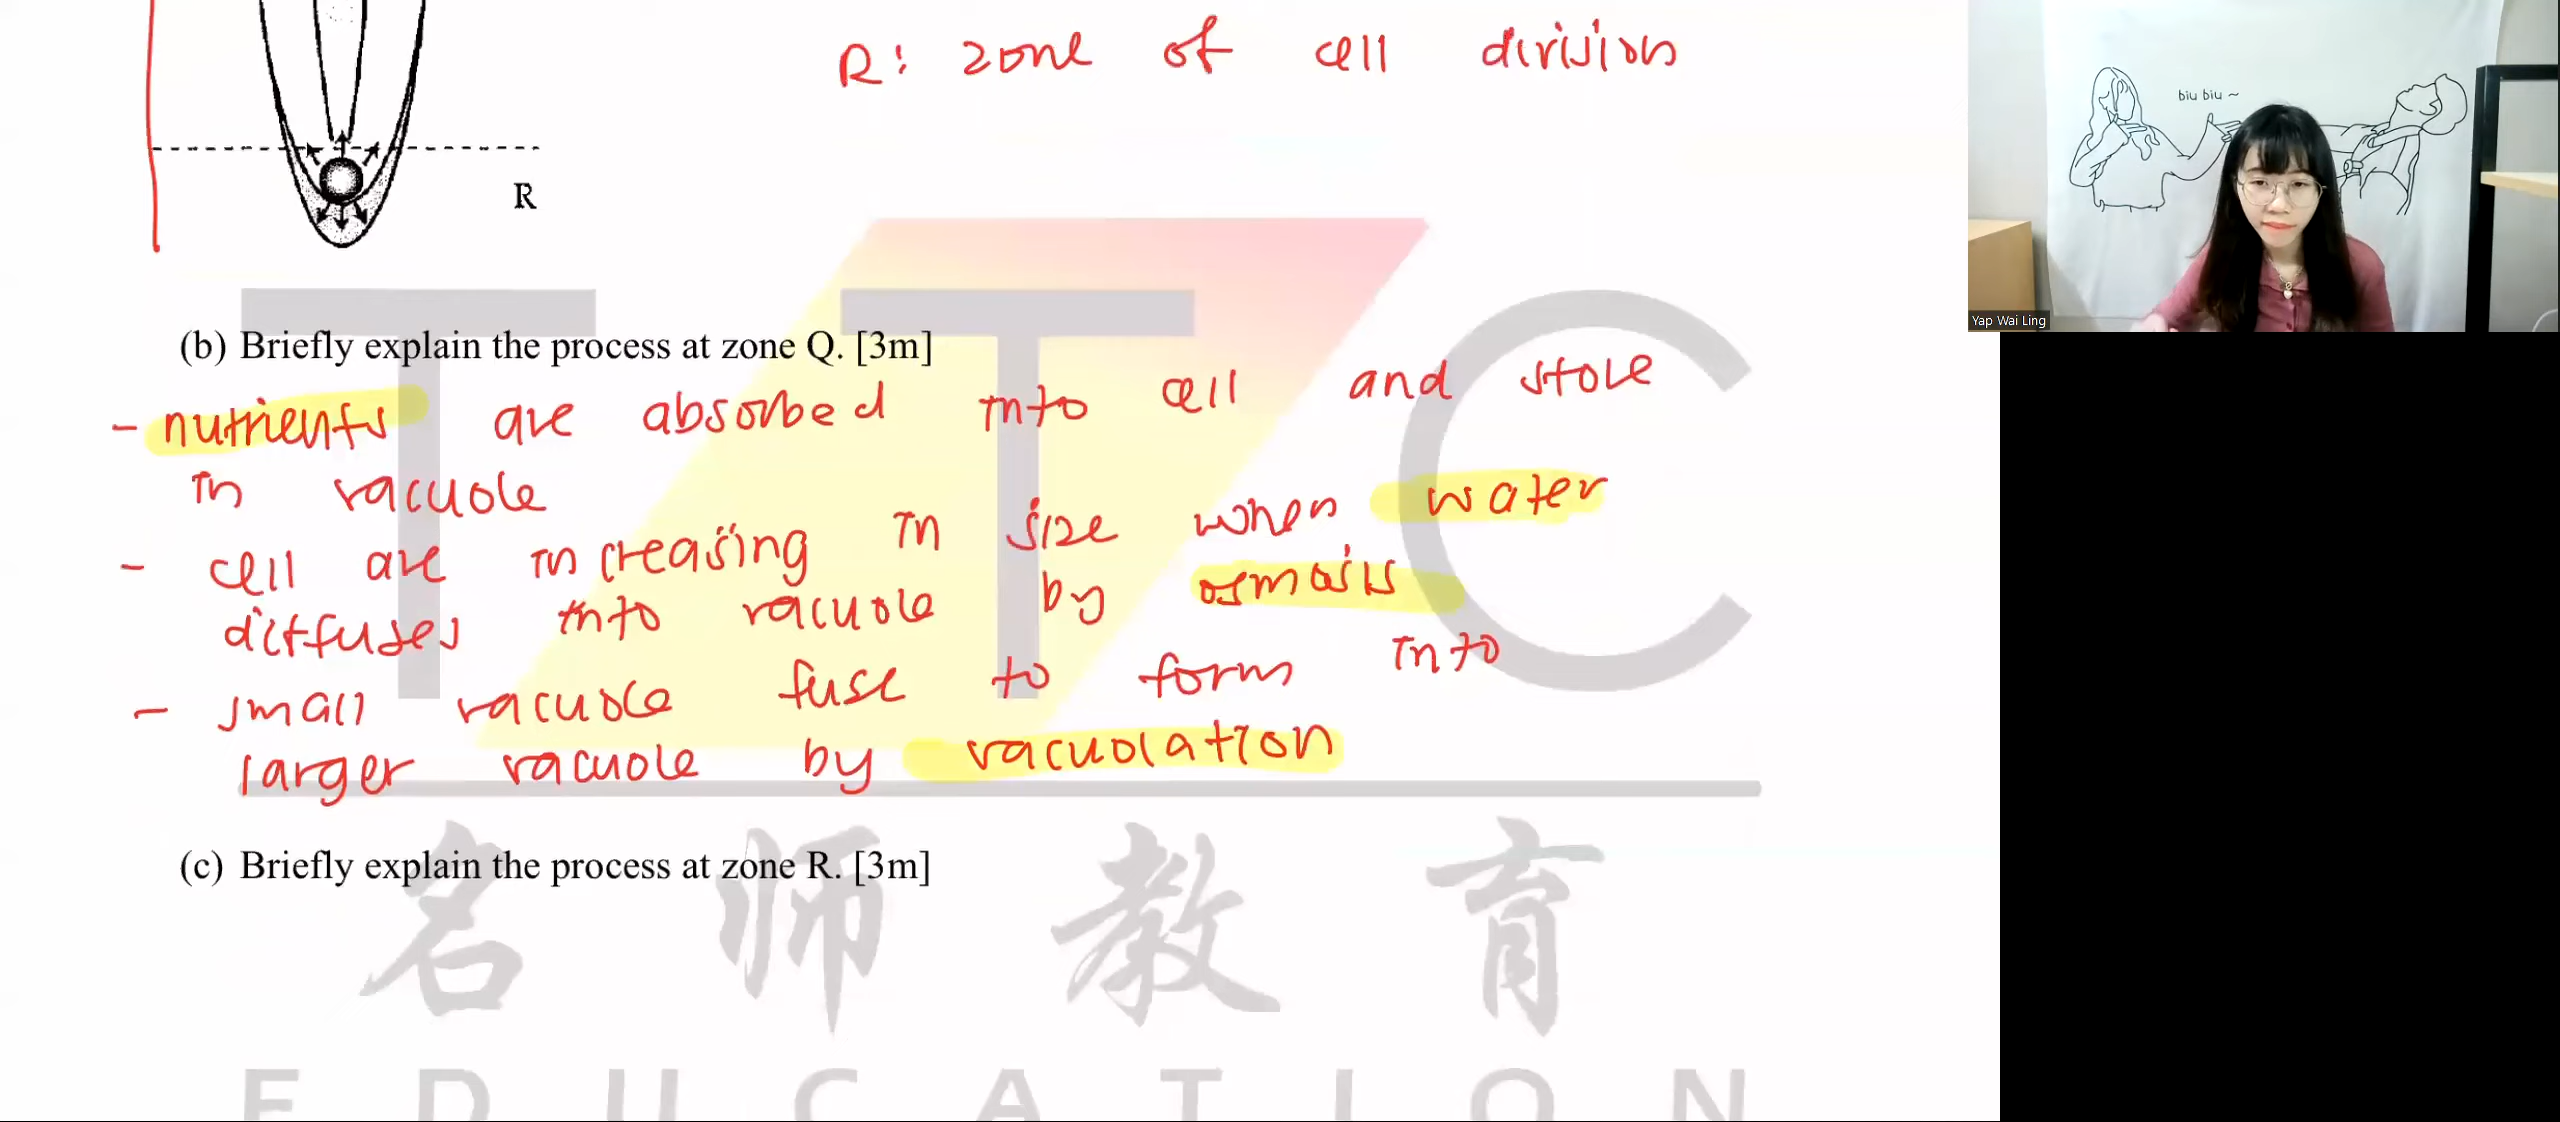 R: zone of cell division
biu biu ~
R
Yap Wai Ling
(b) Briefly explain the process at zone Q. [3m]
- nutrients are absorbed into cell and store
in vacuole
- cell are increasing in size when water
diffuses into vacuole by osmosis
- small vacuole fuse to form into
larger vacuole by vacuolation
(c) Briefly explain the process at zone R. [3m]
TTC
名师教育
EDUCATION